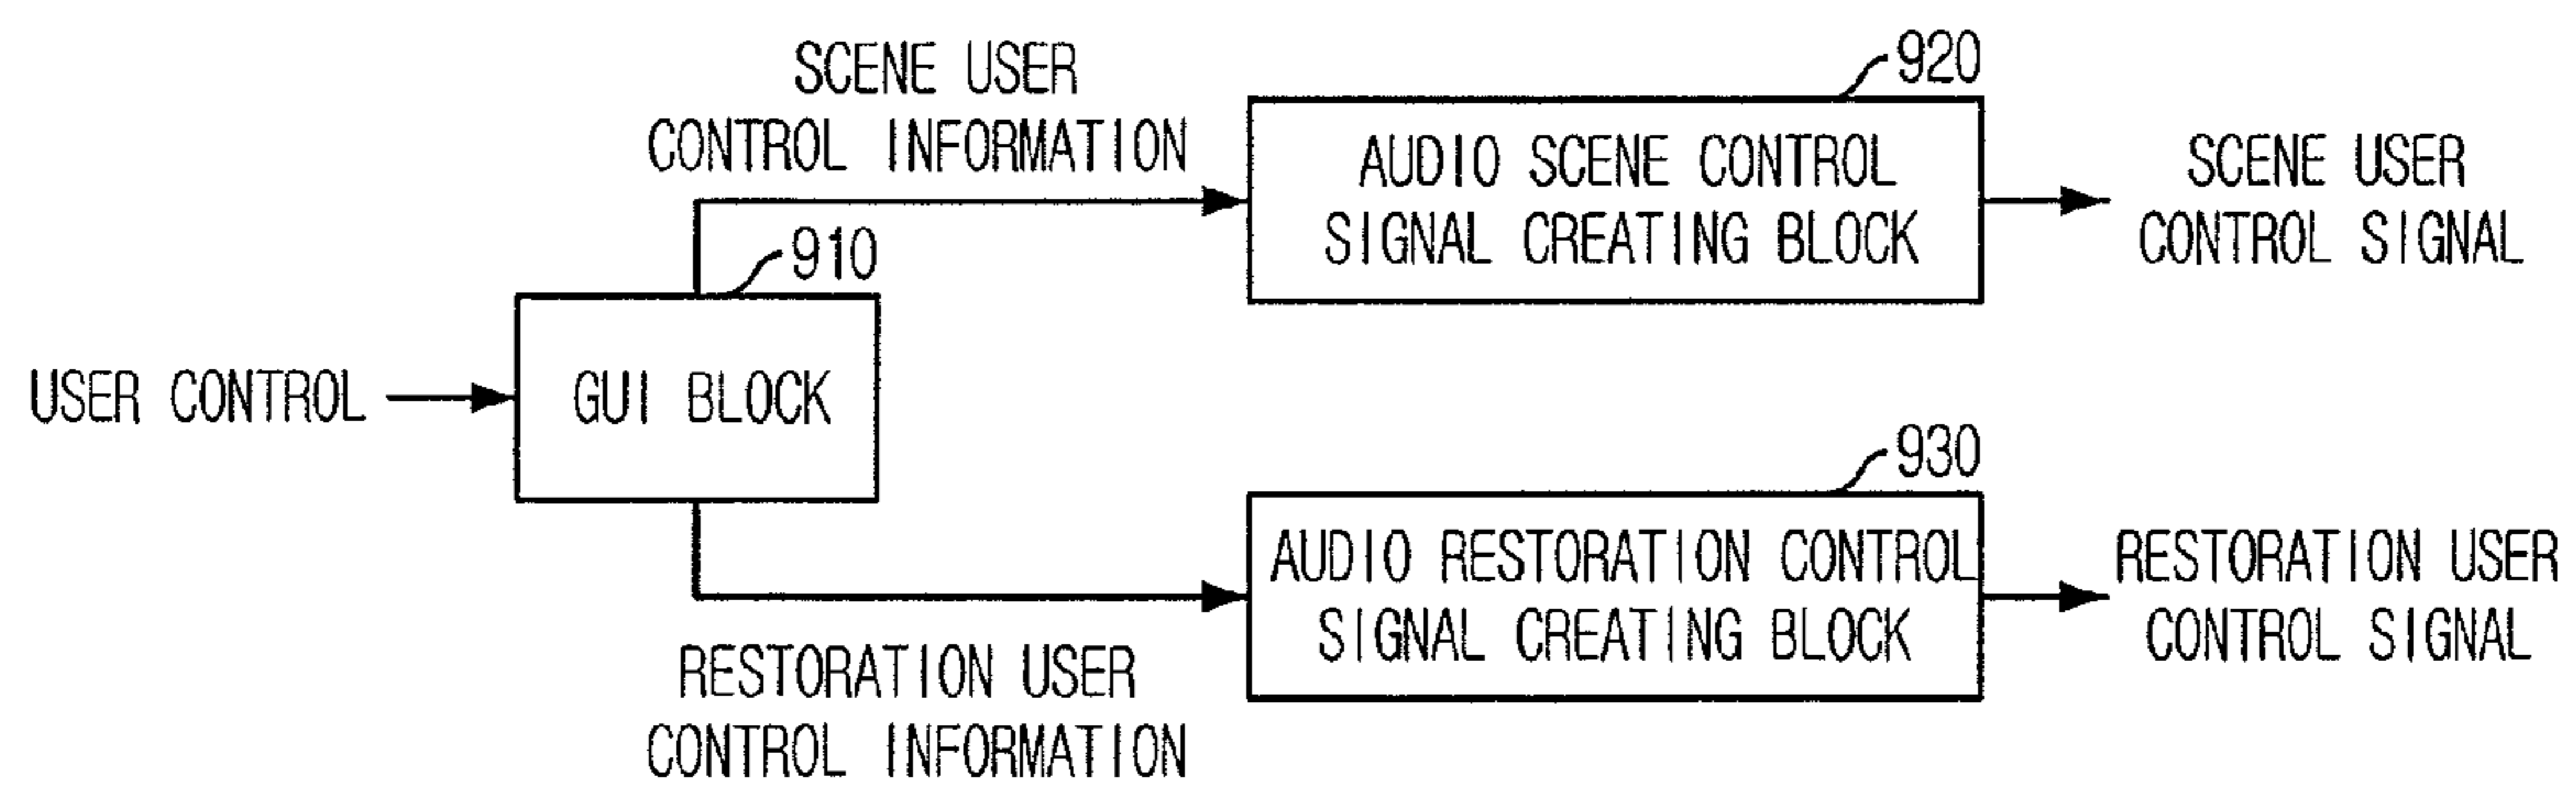 SCENE USER
CONTROL INFORMATION
920
AUDIO SCENE CONTROL
SIGNAL CREATING BLOCK
SCENE USER
CONTROL SIGNAL
910
USER CONTROL
GUI BLOCK
930
AUDIO RESTORATION CONTROL
SIGNAL CREATING BLOCK
RESTORATION USER
CONTROL SIGNAL
RESTORATION USER
CONTROL INFORMATION